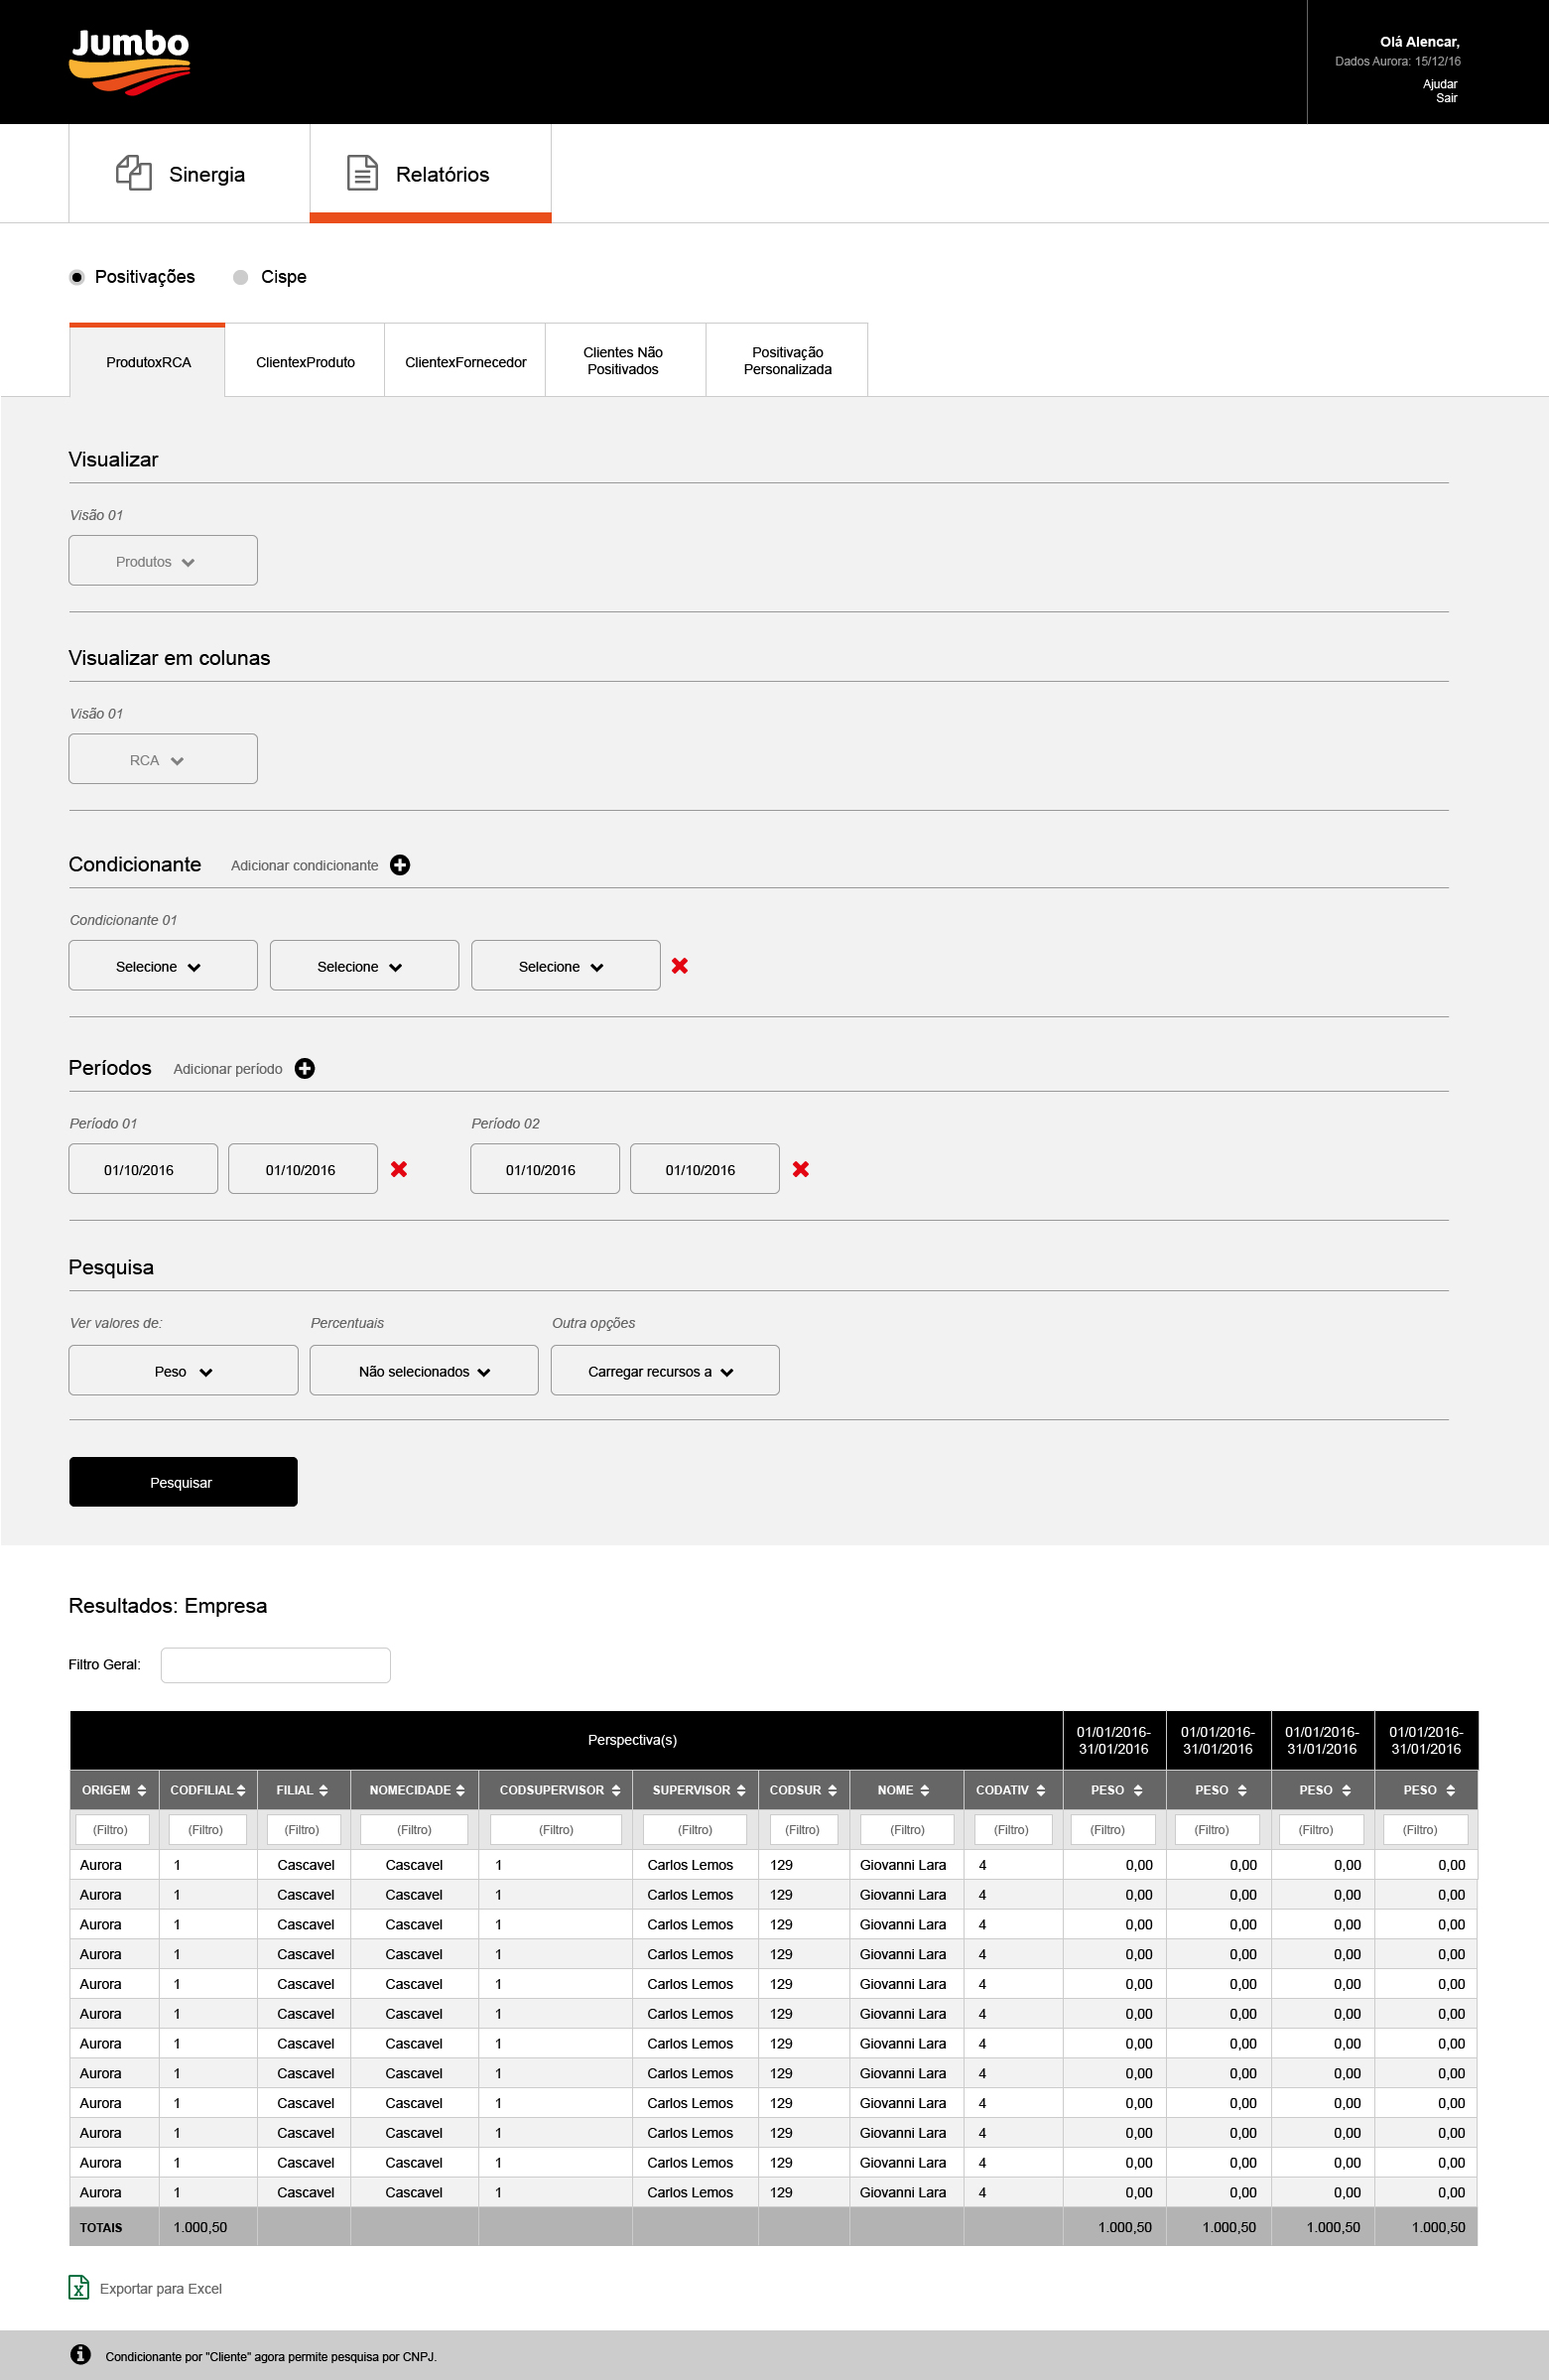 Jumbo
Olá Alencar,
Dados Aurora: 15/12/16
Ajudar
Sair
Sinergia
Relatórios
Positivações
Cispe
ProdutoxRCA
ClientexProduto
ClientexFornecedor
Clientes Não
Positivados
Positivação
Personalizada
Visualizar
Visão 01
Produtos
Visualizar em colunas
Visão 01
RCA
Condicionante Adicionar condicionante
Condicionante 01
Selecione Selecione Selecione
Períodos Adicionar período
Período 01 Período 02
01/10/2016 01/10/2016 01/10/2016 01/10/2016
Pesquisa
Ver valores de: Percentuais Outra opções
Peso Não selecionados Carregar recursos a
Pesquisar
Resultados: Empresa
Filtro Geral:
Perspectiva(s) 01/01/2016- 01/01/2016- 01/01/2016- 01/01/2016-
31/01/2016 31/01/2016 31/01/2016 31/01/2016
ORIGEM CODFILIAL FILIAL NOMECIDADE CODSUPERVISOR SUPERVISOR CODSUR NOME CODATIV PESO PESO PESO PESO
(Filtro) (Filtro) (Filtro) (Filtro) (Filtro) (Filtro) (Filtro) (Filtro) (Filtro) (Filtro) (Filtro) (Filtro) (Filtro)
Aurora 1 Cascavel Cascavel 1 Carlos Lemos 129 Giovanni Lara 4 0,00 0,00 0,00 0,00
Aurora 1 Cascavel Cascavel 1 Carlos Lemos 129 Giovanni Lara 4 0,00 0,00 0,00 0,00
Aurora 1 Cascavel Cascavel 1 Carlos Lemos 129 Giovanni Lara 4 0,00 0,00 0,00 0,00
Aurora 1 Cascavel Cascavel 1 Carlos Lemos 129 Giovanni Lara 4 0,00 0,00 0,00 0,00
Aurora 1 Cascavel Cascavel 1 Carlos Lemos 129 Giovanni Lara 4 0,00 0,00 0,00 0,00
Aurora 1 Cascavel Cascavel 1 Carlos Lemos 129 Giovanni Lara 4 0,00 0,00 0,00 0,00
Aurora 1 Cascavel Cascavel 1 Carlos Lemos 129 Giovanni Lara 4 0,00 0,00 0,00 0,00
Aurora 1 Cascavel Cascavel 1 Carlos Lemos 129 Giovanni Lara 4 0,00 0,00 0,00 0,00
Aurora 1 Cascavel Cascavel 1 Carlos Lemos 129 Giovanni Lara 4 0,00 0,00 0,00 0,00
Aurora 1 Cascavel Cascavel 1 Carlos Lemos 129 Giovanni Lara 4 0,00 0,00 0,00 0,00
Aurora 1 Cascavel Cascavel 1 Carlos Lemos 129 Giovanni Lara 4 0,00 0,00 0,00 0,00
Aurora 1 Cascavel Cascavel 1 Carlos Lemos 129 Giovanni Lara 4 0,00 0,00 0,00 0,00
TOTAIS 1.000,50 1.000,50 1.000,50 1.000,50 1.000,50
Exportar para Excel
Condicionante por "Cliente" agora permite pesquisa por CNPJ.